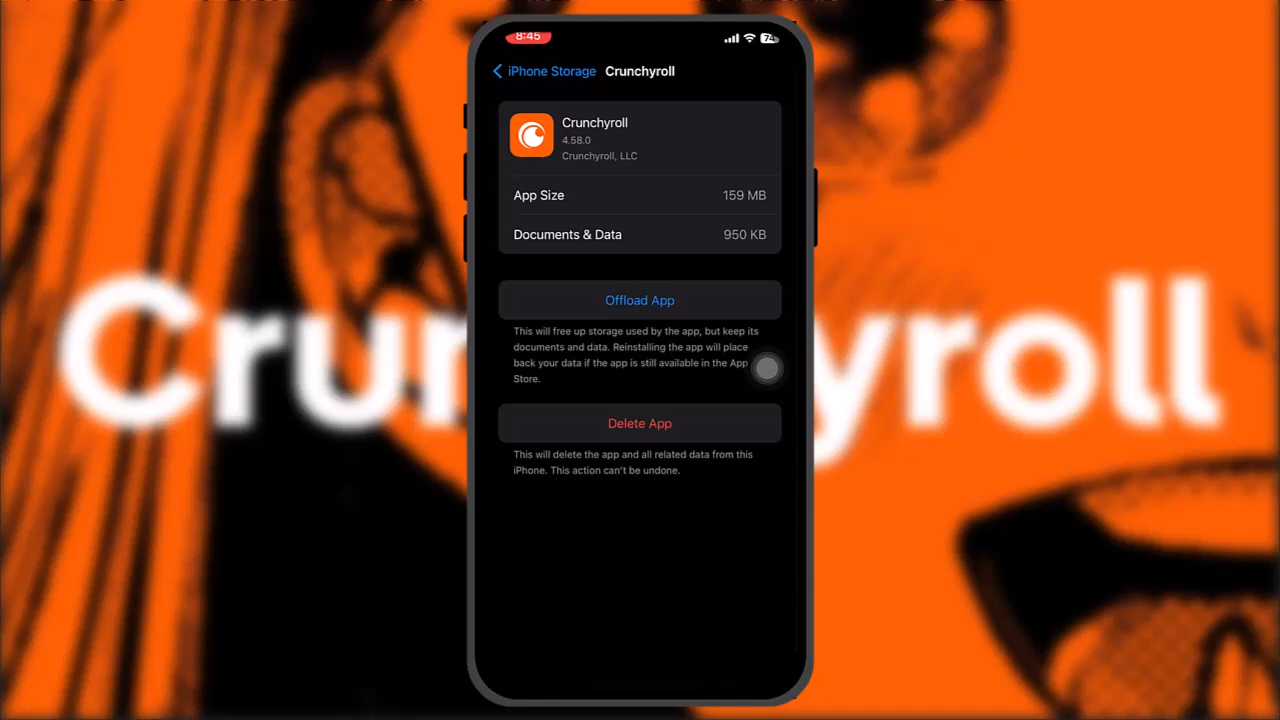 8:45
74
iPhone Storage Crunchyroll
Crunchyroll
4.58.0
Crunchyroll, LLC
App Size 159 MB
Documents & Data 950 KB
Offload App
This will free up storage used by the app, but keep its
documents and data. Reinstalling the app will place
back your data if the app is still available in the App
Store.
Delete App
This will delete the app and all related data from this
iPhone. This action can't be undone.
Crun yroll